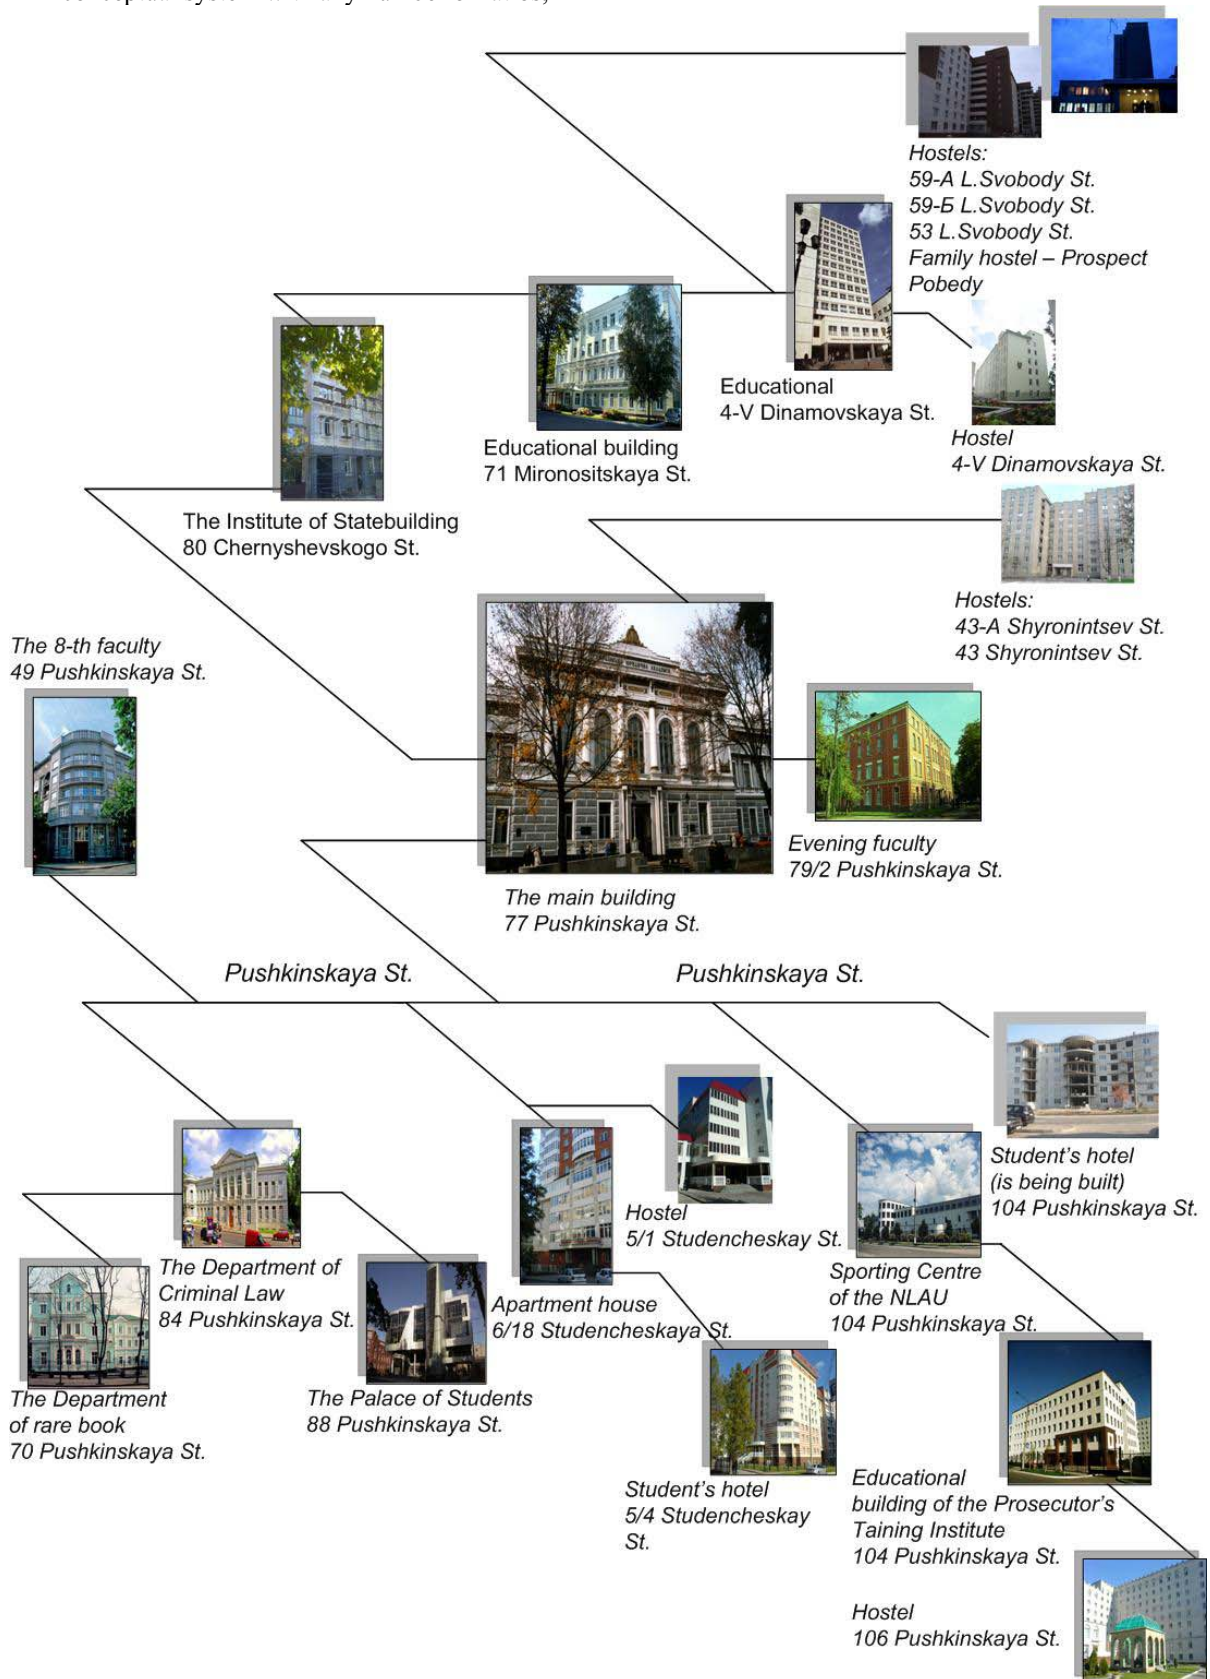 Hostels:
59-А L.Svobody St.
59-Б L.Svobody St.
53 L.Svobody St.
Family hostel – Prospect
Pobedy
Educational
4-V Dinamovskaya St.
Educational building
71 Mironositskaya St.
Hostel
4-V Dinamovskaya St.
The Institute of Statebuilding
80 Chernyshevskogo St.
Hostels:
43-A Shyronintsev St.
43 Shyronintsev St.
The 8-th faculty
49 Pushkinskaya St.
Evening fuculty
79/2 Pushkinskaya St.
The main building
77 Pushkinskaya St.
Pushkinskaya St.
Pushkinskaya St.
Student's hotel
(is being built)
104 Pushkinskaya St.
Hostel
5/1 Studencheskay St.
The Department of
Criminal Law
84 Pushkinskaya St.
Apartment house
6/18 Studencheskaya St.
Sporting Centre
of the NLAU
104 Pushkinskaya St.
The Department
of rare book
70 Pushkinskaya St.
The Palace of Students
88 Pushkinskaya St.
Student's hotel
5/4 Studencheskay
St.
Educational
building of the Prosecutor's
Taining Institute
104 Pushkinskaya St.
Hostel
106 Pushkinskaya St.